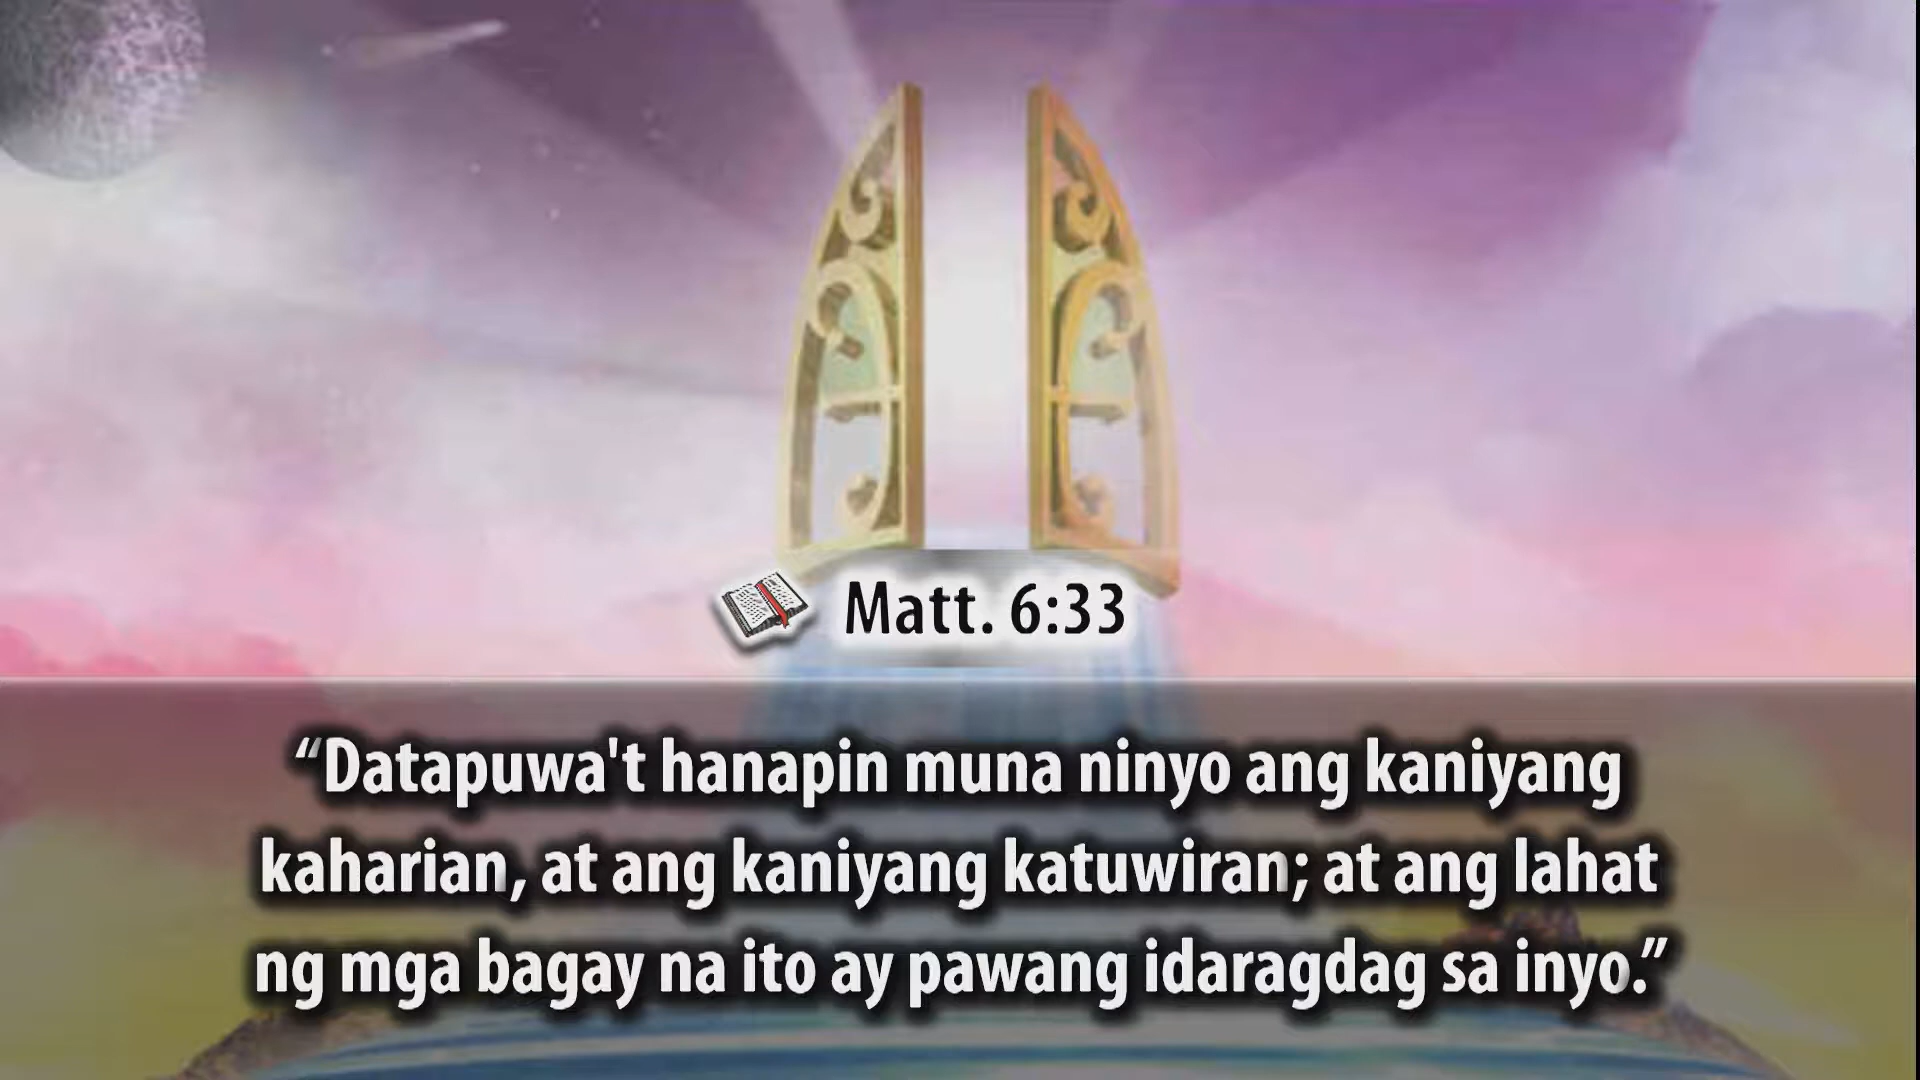 Matt. 6:33
“Datapuwa't hanapin muna ninyo ang kaniyang
kaharian, at ang kaniyang katuwiran; at ang lahat
ng mga bagay na ito ay pawang idaragdag sa inyo.”